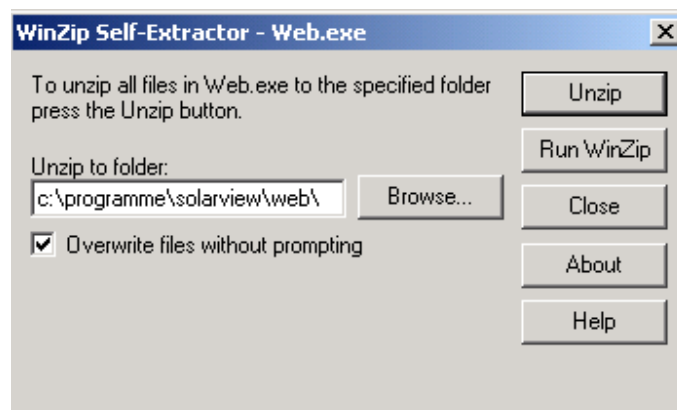 WinZip Self-Extractor - Web.exe
To unzip all files in Web.exe to the specified folder
press the Unzip button.
Unzip to folder:
c:\programme\solarview\web\
Browse...
Overwrite files without prompting
Unzip
Run WinZip
Close
About
Help